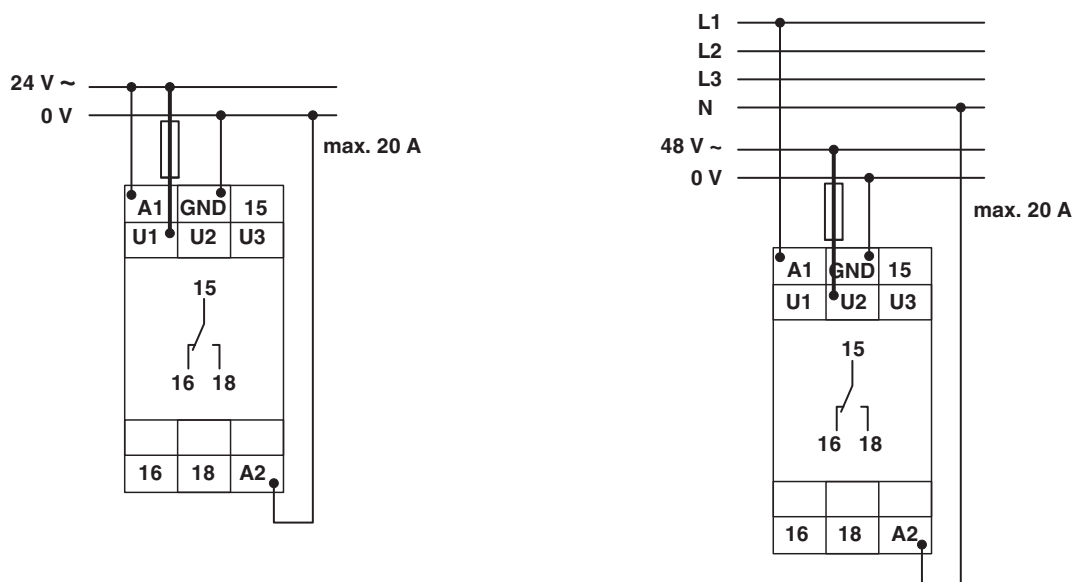 24 V ~
0 V
max. 20 A
A1 GND 15
U1 U2 U3
15
16 18
16 18 A2
L1
L2
L3
N
48 V ~
0 V
max. 20 A
A1 GND 15
U1 U2 U3
15
16 18
16 18 A2